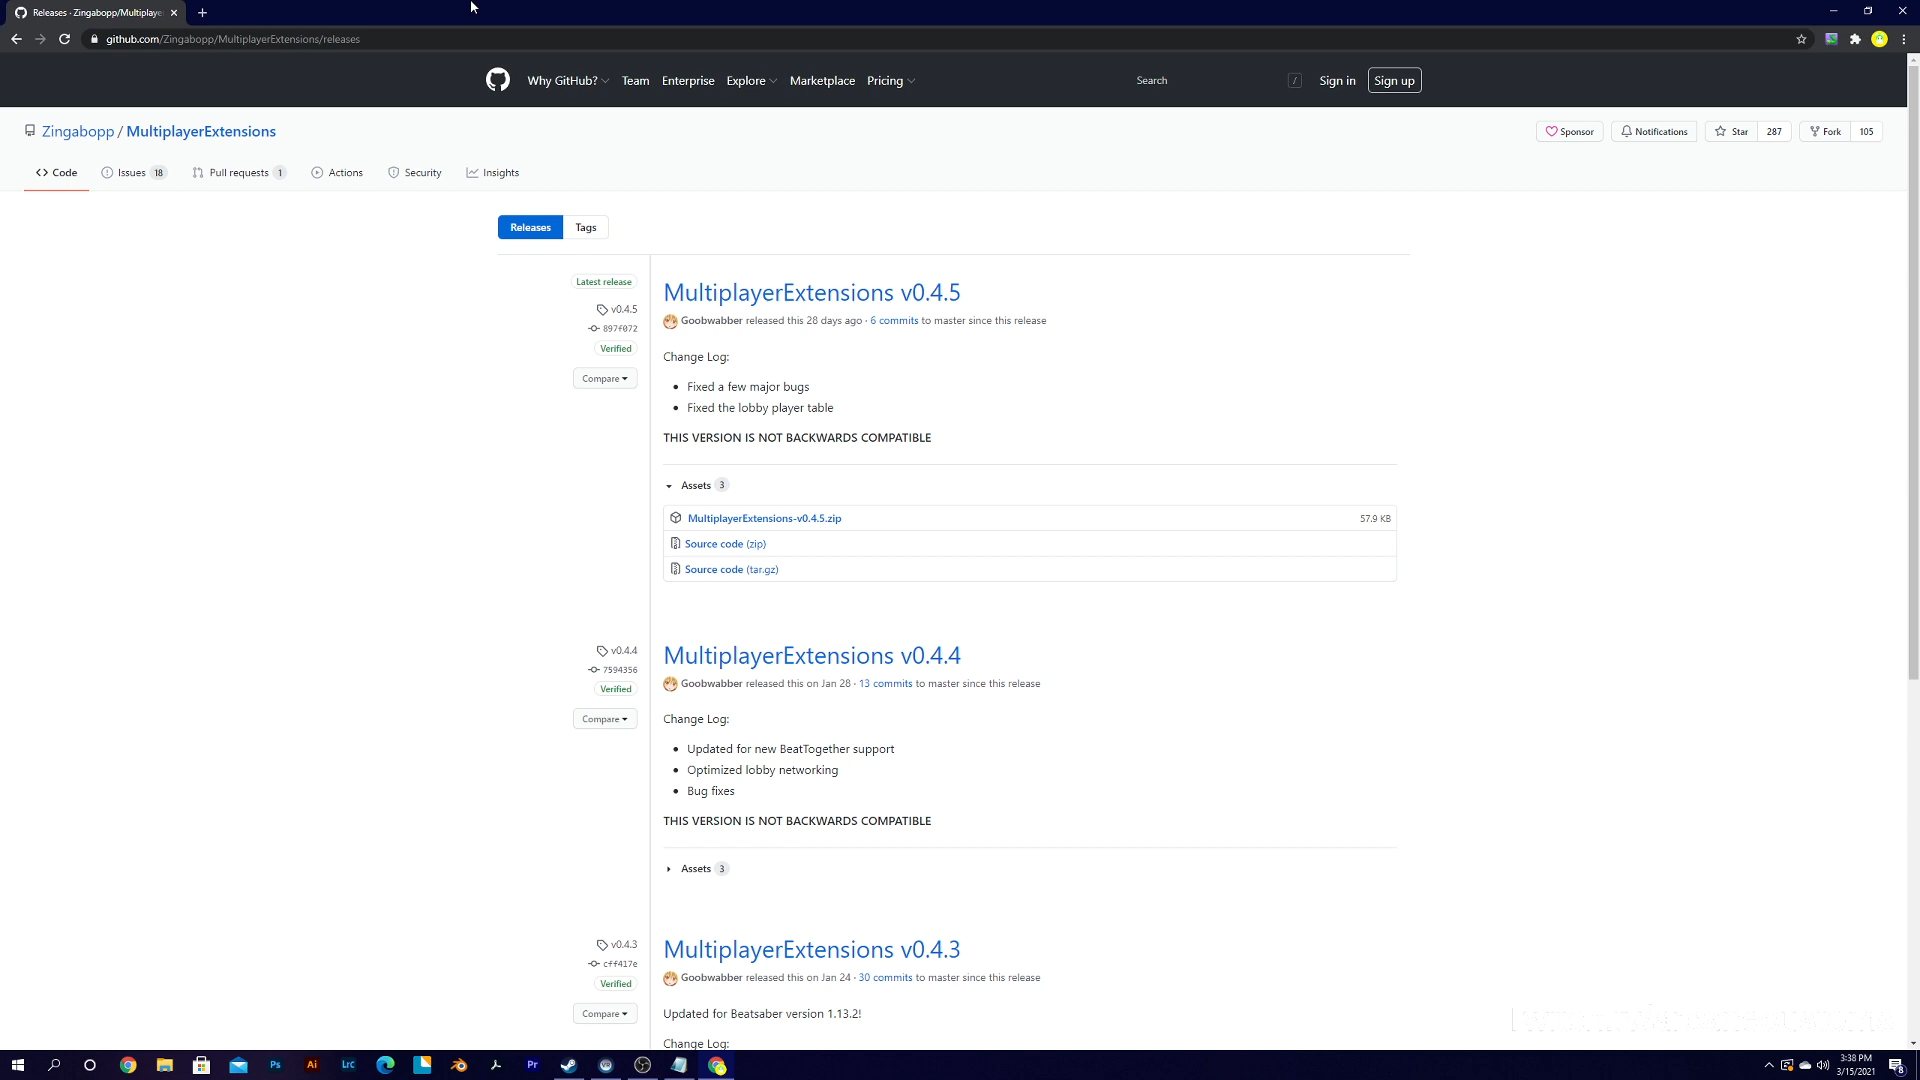 Releases · Zingabopp/Multiplaye
github.com/Zingabopp/MultiplayerExtensions/releases
Why GitHub? Team Enterprise Explore Marketplace Pricing Search / Sign in Sign up
Zingabopp / MultiplayerExtensions
Sponsor Notifications Star 287 Fork 105
Code Issues 18 Pull requests 1 Actions Security Insights
Releases Tags
Latest release
v0.4.5
897f072
Verified
Compare
MultiplayerExtensions v0.4.5
Goobwabber released this 28 days ago · 6 commits to master since this release
Change Log:
• Fixed a few major bugs
• Fixed the lobby player table
THIS VERSION IS NOT BACKWARDS COMPATIBLE
Assets 3
MultiplayerExtensions-v0.4.5.zip 57.9 KB
Source code (zip)
Source code (tar.gz)
v0.4.4
7594356
Verified
Compare
MultiplayerExtensions v0.4.4
Goobwabber released this on Jan 28 · 13 commits to master since this release
Change Log:
• Updated for new BeatTogether support
• Optimized lobby networking
• Bug fixes
THIS VERSION IS NOT BACKWARDS COMPATIBLE
Assets 3
v0.4.3
cff417e
Verified
Compare
MultiplayerExtensions v0.4.3
Goobwabber released this on Jan 24 · 30 commits to master since this release
Updated for Beatsaber version 1.13.2!
Change Log:
Ps Ai Lrc Pr
3:38 PM
3/15/2021
8